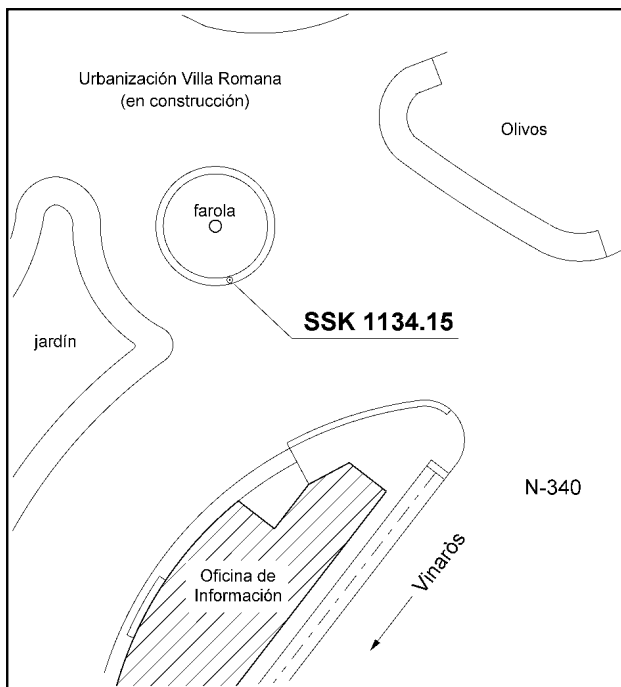 Urbanización Villa Romana
(en construcción)
Olivos
farola
SSK 1134.15
jardín
N-340
Oficina de
Información
Vinaròs